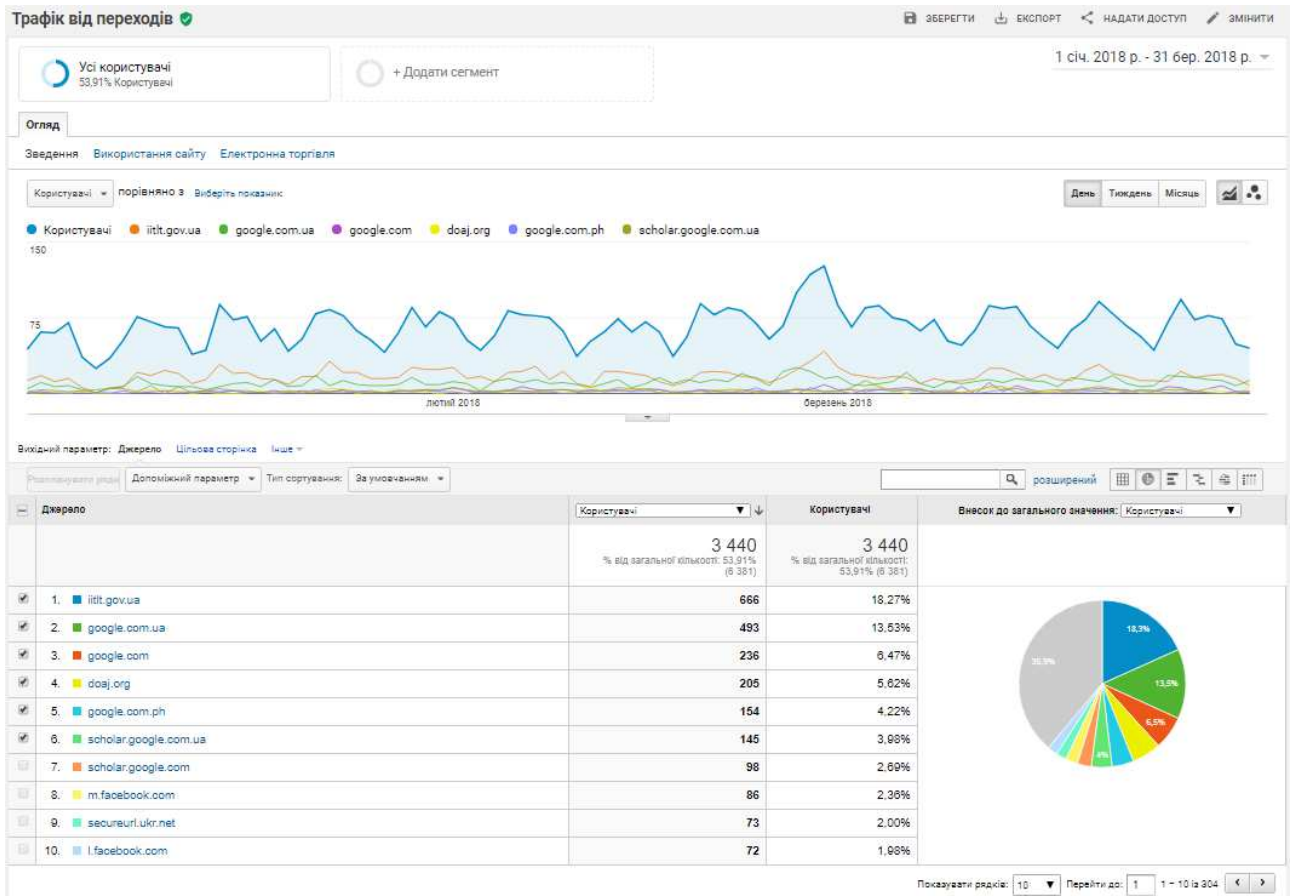 Трафік від переходів
ЗБЕРЕГТИ ЕКСПОРТ НАДАТИ ДОСТУП ЗМІНИТИ
Усі користувачі
53,91% Користувачі
+ Додати сегмент
1 січ. 2018 р. - 31 бер. 2018 р.
Огляд
Зведення Використання сайту Електронна торгівля
Користувачі порівняно з Виберіть показник
День Тиждень Місяць
Користувачі iitlt.gov.ua google.com.ua google.com doaj.org google.com.ph scholar.google.com.ua
150
75
лютий 2018 березень 2018
Вихідний параметр: Джерело Цільова сторінка Інше
Допоміжний параметр Тип сортування: За умовчанням розширений
Джерело Користувачі Користувачі Внесок до загального значення: Користувачі
3 440 3 440
% від загальної кількості: 53,91% % від загальної кількості:
(6 381) 53,91% (6 381)
1. iitlt.gov.ua 666 18,27%
2. google.com.ua 493 13,53%
3. google.com 236 6,47%
4. doaj.org 205 5,62%
5. google.com.ph 154 4,22%
6. scholar.google.com.ua 145 3,98%
7. scholar.google.com 98 2,69%
8. m.facebook.com 86 2,36%
9. secureurl.ukr.net 73 2,00%
10. l.facebook.com 72 1,98%
18,3%
13,5%
6,5%
4%
Показувати рядків: 10 Перейти до: 1 1 – 10 із 304